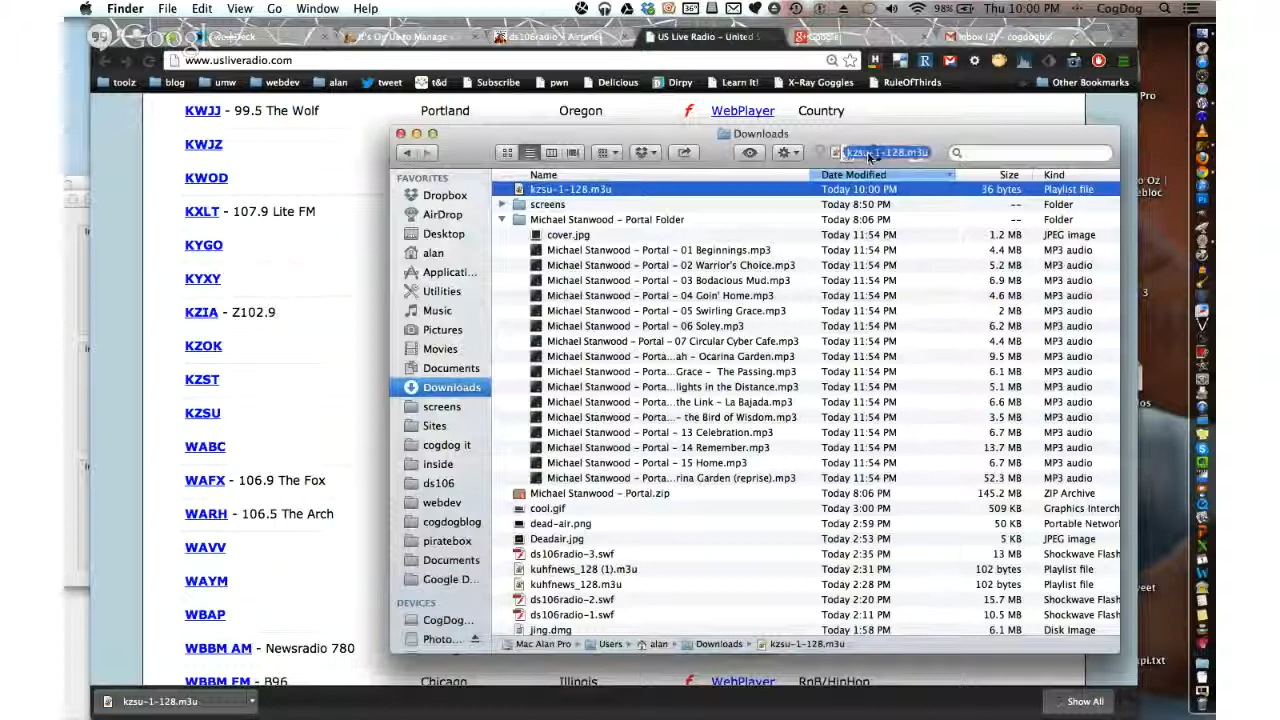 Finder File Edit View Go Window Help 36° 98% Thu 10:00 PM CogDog
Google
It's On Us to Manage
ds106radio - Airtime
US Live Radio - United S
Google
Inbox (2) - cogdogblo
www.usliveradio.com
toolz blog umw webdev alan tweet t&d Subscribe pwn Delicious Dirpy Learn It! X-Ray Goggles RuleOfThirds Other Bookmarks
KWJJ - 99.5 The Wolf Portland Oregon WebPlayer Country
KWJZ
KWOD
KXLT - 107.9 Lite FM
KYGO
KYXY
KZIA - Z102.9
KZOK
KZST
KZSU
WABC
WAFX - 106.9 The Fox
WARH - 106.5 The Arch
WAVV
WAYM
WBAP
WBBM AM - Newsradio 780
WBBM FM - B96 Chicago Illinois WebPlayer RnB/HipHop
Downloads
kzsu-1-128.m3u
FAVORITES
Dropbox
AirDrop
Desktop
alan
Applicati...
Utilities
Music
Pictures
Movies
Documents
Downloads
screens
Sites
cogdog it
inside
ds106
webdev
cogdogblog
piratebox
Documents
Google D...
DEVICES
CogDog...
Photo...
Name Date Modified Size Kind
kzsu-1-128.m3u Today 10:00 PM 36 bytes Playlist file
screens Today 8:50 PM -- Folder
Michael Stanwood - Portal Folder Today 8:06 PM -- Folder
cover.jpg Today 11:54 PM 1.2 MB JPEG image
Michael Stanwood - Portal - 01 Beginnings.mp3 Today 11:54 PM 4.4 MB MP3 audio
Michael Stanwood - Portal - 02 Warrior's Choice.mp3 Today 11:54 PM 5.2 MB MP3 audio
Michael Stanwood - Portal - 03 Bodacious Mud.mp3 Today 11:54 PM 6.9 MB MP3 audio
Michael Stanwood - Portal - 04 Goin' Home.mp3 Today 11:54 PM 4.6 MB MP3 audio
Michael Stanwood - Portal - 05 Swirling Grace.mp3 Today 11:54 PM 2 MB MP3 audio
Michael Stanwood - Portal - 06 Soley.mp3 Today 11:54 PM 6.2 MB MP3 audio
Michael Stanwood - Portal - 07 Circular Cyber Cafe.mp3 Today 11:54 PM 4.4 MB MP3 audio
Michael Stanwood - Porta...ah - Ocarina Garden.mp3 Today 11:54 PM 9.5 MB MP3 audio
Michael Stanwood - Porta...Grace - The Passing.mp3 Today 11:54 PM 6.1 MB MP3 audio
Michael Stanwood - Porta...lights in the Distance.mp3 Today 11:54 PM 5.1 MB MP3 audio
Michael Stanwood - Porta...the Link - La Bajada.mp3 Today 11:54 PM 6.6 MB MP3 audio
Michael Stanwood - Porta...- the Bird of Wisdom.mp3 Today 11:54 PM 3.5 MB MP3 audio
Michael Stanwood - Portal - 13 Celebration.mp3 Today 11:54 PM 6.7 MB MP3 audio
Michael Stanwood - Portal - 14 Remember.mp3 Today 11:54 PM 13.7 MB MP3 audio
Michael Stanwood - Portal - 15 Home.mp3 Today 11:54 PM 6.7 MB MP3 audio
Michael Stanwood - Porta...rina Garden (reprise).mp3 Today 11:54 PM 52.3 MB MP3 audio
Michael Stanwood - Portal.zip Today 8:06 PM 145.2 MB ZIP Archive
cool.gif Today 3:00 PM 509 KB Graphics Interch
dead-air.png Today 2:59 PM 50 KB Portable Network
Deadair.jpg Today 2:53 PM 5 KB JPEG image
ds106radio-3.swf Today 2:35 PM 13 MB Shockwave Flash
kuhfnews_128 (1).m3u Today 2:31 PM 102 bytes Playlist file
kuhfnews_128.m3u Today 2:28 PM 102 bytes Playlist file
ds106radio-2.swf Today 2:20 PM 15.7 MB Shockwave Flash
ds106radio-1.swf Today 2:11 PM 10.5 MB Shockwave Flash
jing.dmg Today 1:58 PM 6.1 MB Disk Image
Mac Alan Pro Users alan Downloads kzsu-1-128.m3u
kzsu-1-128.m3u Show All
Pro
Oz
ebloc
3
os
weet
pi.txt